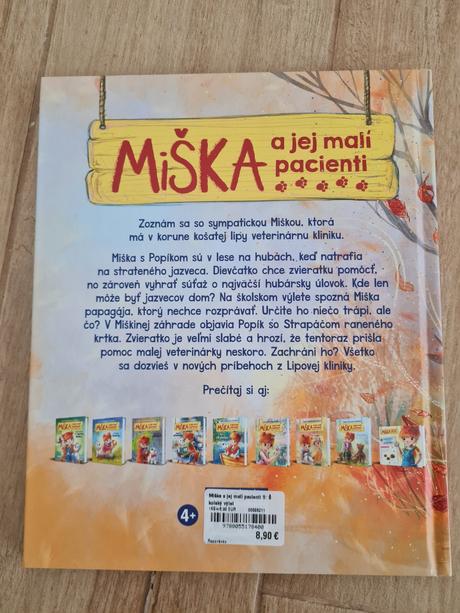 MiŠKA
a jej malí
pacienti
Zoznám sa so sympatickou Miškou, ktorá
má v korune košatej lipy veterinárnu kliniku.
Miška s Popíkom sú v lese na hubách, keď natrafia
na strateného jazveca. Dievčatko chce zvieratku pomôcť,
no zároveň vyhrať súťaž o najväčší hubársky úlovok. Kde len
môže byť jazvecov dom? Na školskom výlete spozná Miška
papagája, ktorý nechce rozprávať. Určite ho niečo trápi, ale
čo? V Miškinej záhrade objavia Popík so Strapáčom raneného
krtka. Zvieratko je veľmi slabé a hrozí, že tentoraz prišla
pomoc malej veterinárky neskoro. Zachráni ho? Všetko
sa dozvieš v nových príbehoch z Lipovej kliniky.
Prečítaj si aj:
4+
Miška a jej malí pacienti 9: Š
kolský výlet
9788055178400
8,90 €